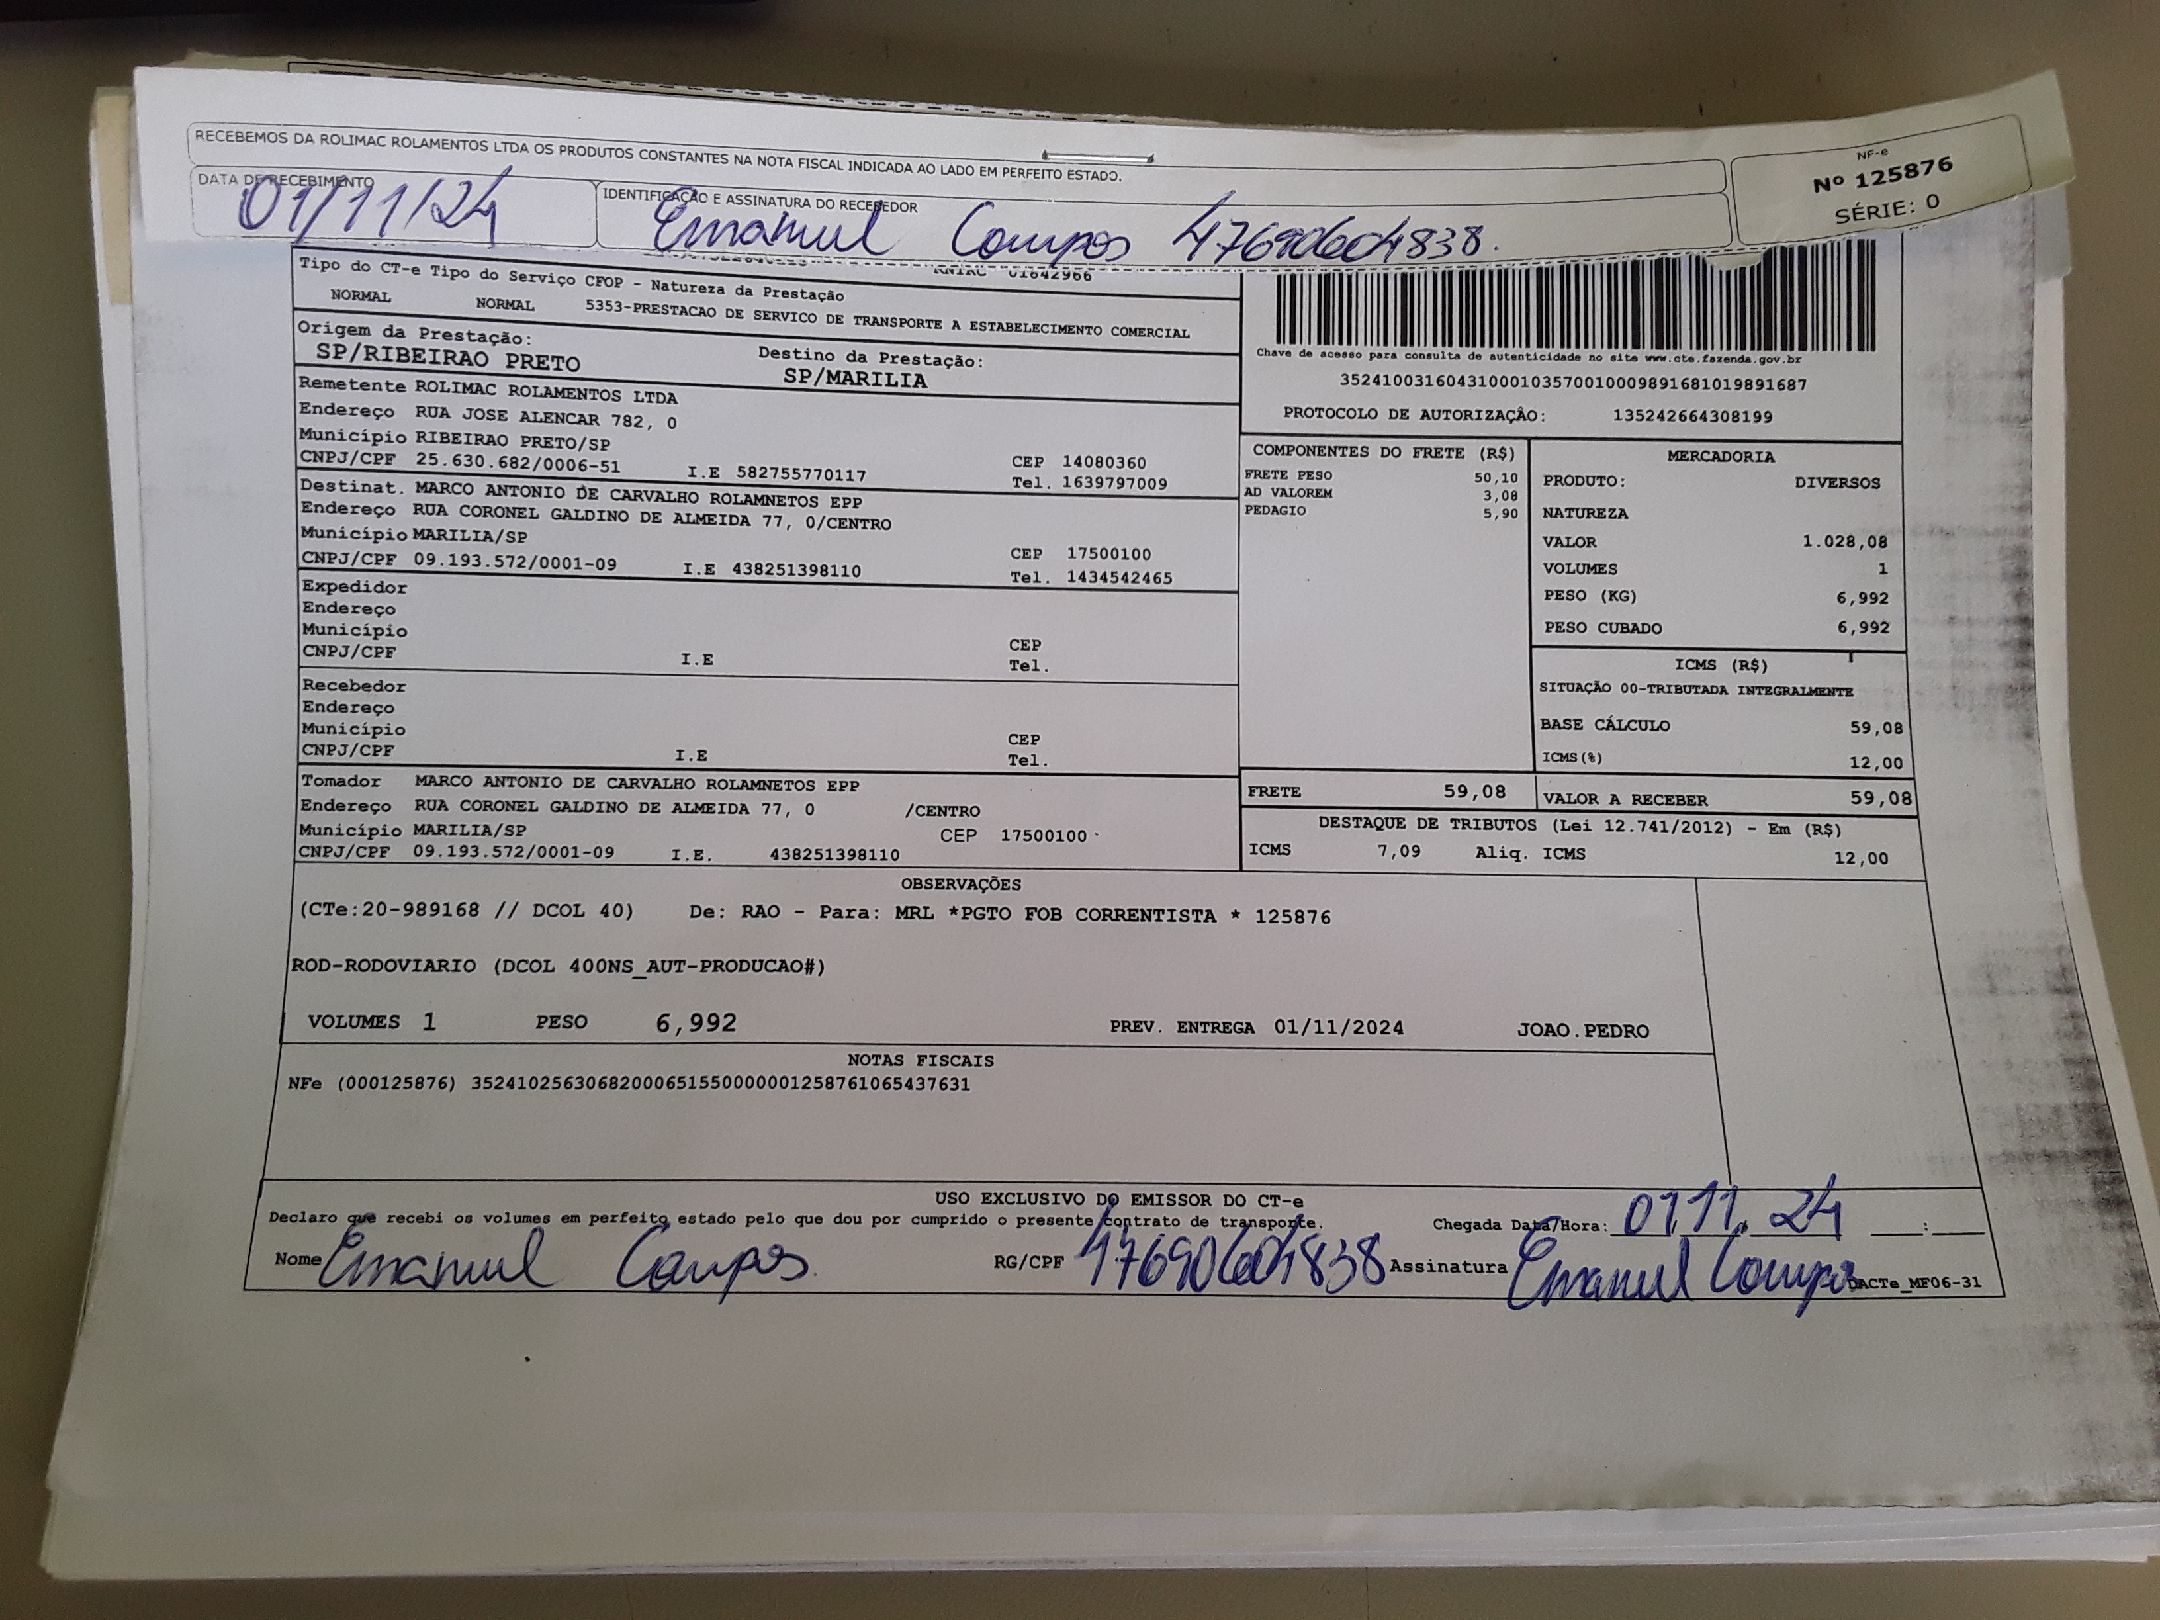 RECEBEMOS DA ROLIMAC ROLAMENTOS LTDA OS PRODUTOS CONSTANTES NA NOTA FISCAL INDICADA AO LADO EM PERFEITO ESTADO.
NF-e
Nº 125876
SÉRIE: 0
DATA DE RECEBIMENTO
01/11/24
IDENTIFICAÇÃO E ASSINATURA DO RECEBEDOR
Emanuel Campos 47690604838.
RNTRC 01642966
Tipo do CT-e Tipo do Serviço CFOP - Natureza da Prestação
NORMAL NORMAL 5353-PRESTACAO DE SERVICO DE TRANSPORTE A ESTABELECIMENTO COMERCIAL
Origem da Prestação: Destino da Prestação:
SP/RIBEIRAO PRETO SP/MARILIA
Chave de acesso para consulta de autenticidade no site www.cte.fazenda.gov.br
35241003160431000103570010009891681019891687
PROTOCOLO DE AUTORIZAÇÃO: 135242664308199
Remetente ROLIMAC ROLAMENTOS LTDA
Endereço RUA JOSE ALENCAR 782, 0
Município RIBEIRAO PRETO/SP CEP 14080360
CNPJ/CPF 25.630.682/0006-51 I.E 582755770117 Tel. 1639797009
Destinat. MARCO ANTONIO DE CARVALHO ROLAMNETOS EPP
Endereço RUA CORONEL GALDINO DE ALMEIDA 77, 0/CENTRO
Município MARILIA/SP CEP 17500100
CNPJ/CPF 09.193.572/0001-09 I.E 438251398110 Tel. 1434542465
Expedidor
Endereço
Município CEP
CNPJ/CPF I.E Tel.
Recebedor
Endereço
Município CEP
CNPJ/CPF I.E Tel.
Tomador MARCO ANTONIO DE CARVALHO ROLAMNETOS EPP
Endereço RUA CORONEL GALDINO DE ALMEIDA 77, 0 /CENTRO
Município MARILIA/SP CEP 17500100
CNPJ/CPF 09.193.572/0001-09 I.E. 438251398110
COMPONENTES DO FRETE (R$)
FRETE PESO 50,10
AD VALOREM 3,08
PEDAGIO 5,90
MERCADORIA
PRODUTO: DIVERSOS
NATUREZA
VALOR 1.028,08
VOLUMES 1
PESO (KG) 6,992
PESO CUBADO 6,992
ICMS (R$)
SITUAÇÃO 00-TRIBUTADA INTEGRALMENTE
BASE CÁLCULO 59,08
ICMS(%) 12,00
FRETE 59,08 VALOR A RECEBER 59,08
DESTAQUE DE TRIBUTOS (Lei 12.741/2012) - Em (R$)
ICMS 7,09 Aliq. ICMS 12,00
OBSERVAÇÕES
(CTe:20-989168 // DCOL 40) De: RAO - Para: MRL *PGTO FOB CORRENTISTA * 125876
ROD-RODOVIARIO (DCOL 400NS_AUT-PRODUCAO#)
VOLUMES 1 PESO 6,992 PREV. ENTREGA 01/11/2024 JOAO.PEDRO
NOTAS FISCAIS
NFe (000125876) 35241025630682000651550000001258761065437631
USO EXCLUSIVO DO EMISSOR DO CT-e
Declaro que recebi os volumes em perfeito estado pelo que dou por cumprido o presente contrato de transporte. Chegada Data/Hora: 01.11.24 ___:___
Nome Emanuel Campos. RG/CPF 47690604838 Assinatura Emanuel Campos
DACTe_MF06-31